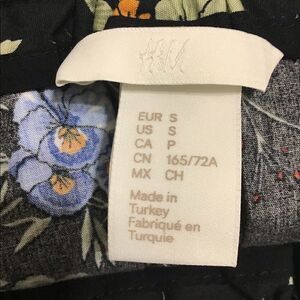 H&M
EUR S
US S
CA P
CN 165/72A
MX CH
Made in
Turkey
Fabriqué en
Turquie